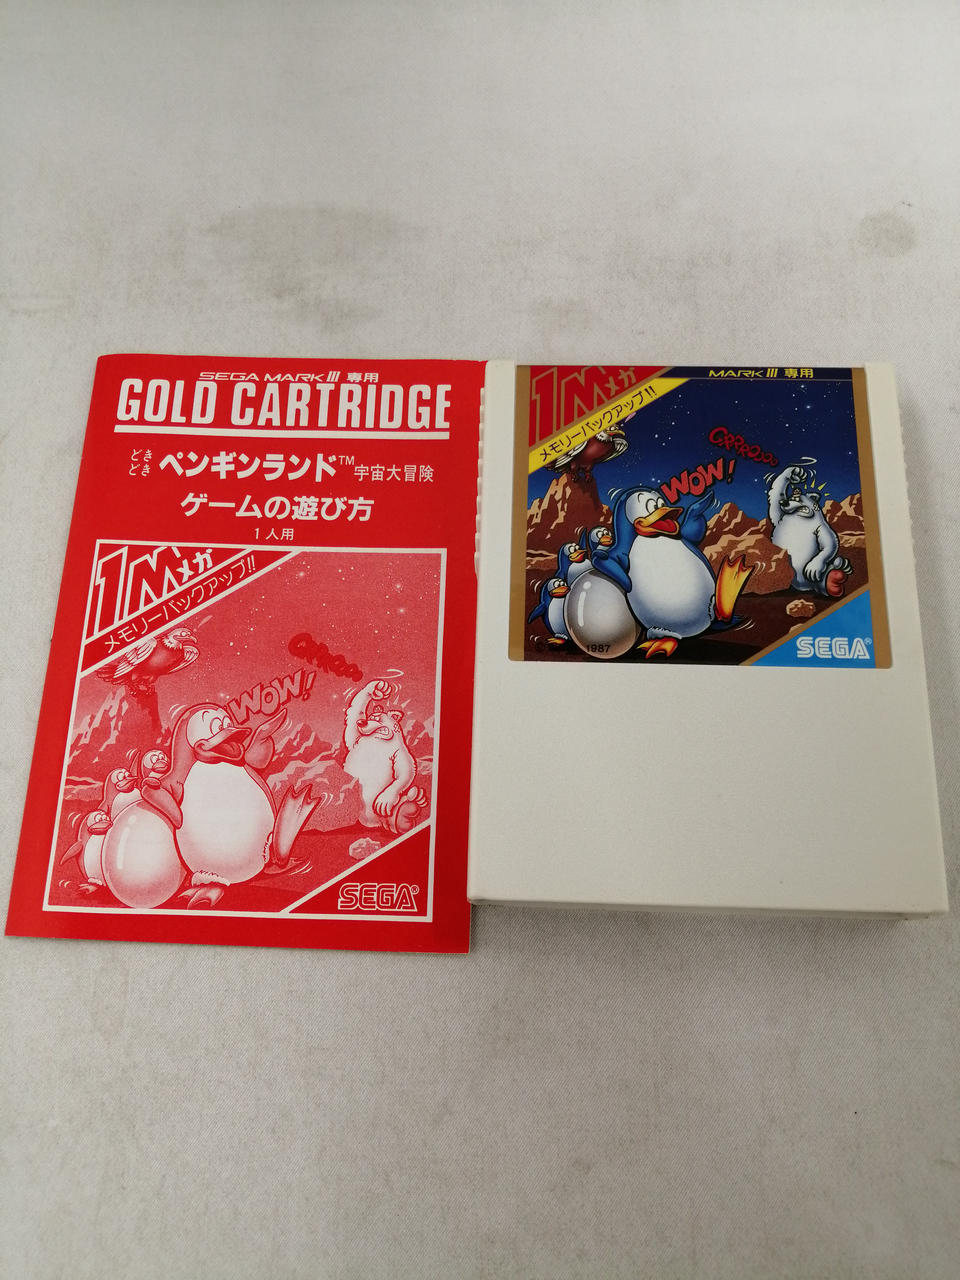 SEGA MARK III 専用
GOLD CARTRIDGE
どき
どき ペンギンランド™ 宇宙大冒険
ゲームの遊び方
1人用
1Mメガ
メモリーバックアップ!!
GRRROOO
WOW!
SEGA®
MARK III 専用
1Mメガ
メモリーバックアップ!!
GRRROOOO
WOW!
1987
SEGA®